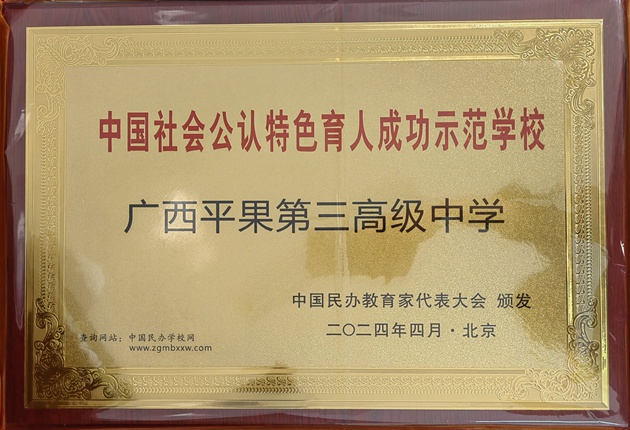 中国社会公认特色育人成功示范学校
广西平果第三高级中学
中国民办教育家代表大会 颁发
二〇二四年四月·北京
查询网站：中国民办学校网
www.zgmbxxw.com